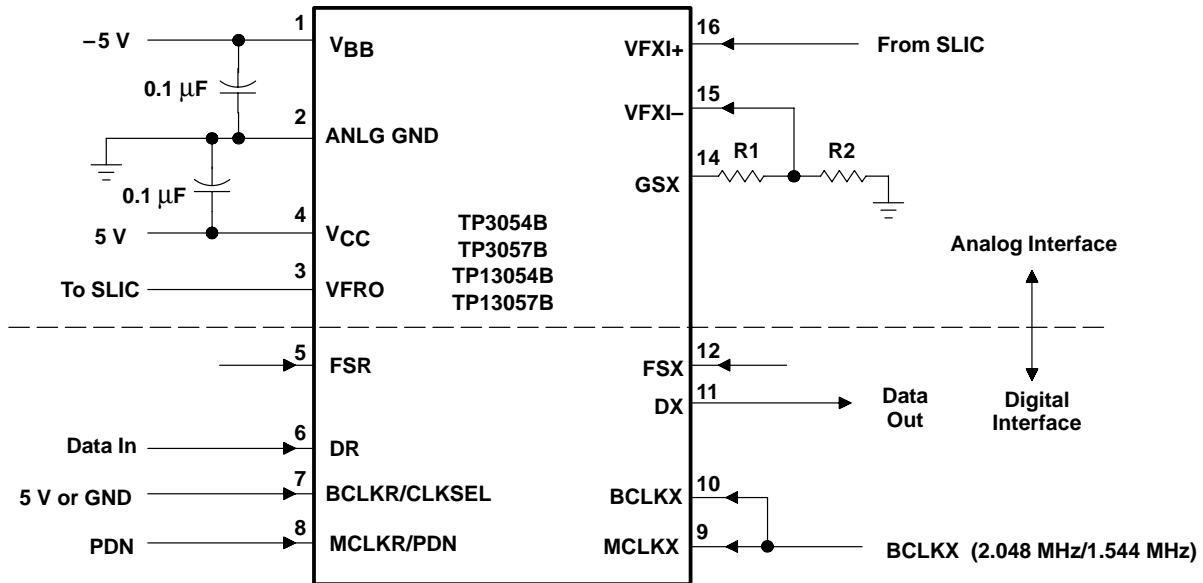 –5 V
1
VBB
0.1 μF
2
ANLG GND
0.1 μF
4
5 V
VCC
3
To SLIC
VFRO
TP3054B
TP3057B
TP13054B
TP13057B
16
VFXI+
From SLIC
15
VFXI–
14
R1
R2
GSX
Analog Interface
5
FSR
12
FSX
11
DX
Data
Out
Digital
Interface
6
Data In
DR
7
5 V or GND
BCLKR/CLKSEL
8
PDN
MCLKR/PDN
10
BCLKX
9
MCLKX
BCLKX (2.048 MHz/1.544 MHz)